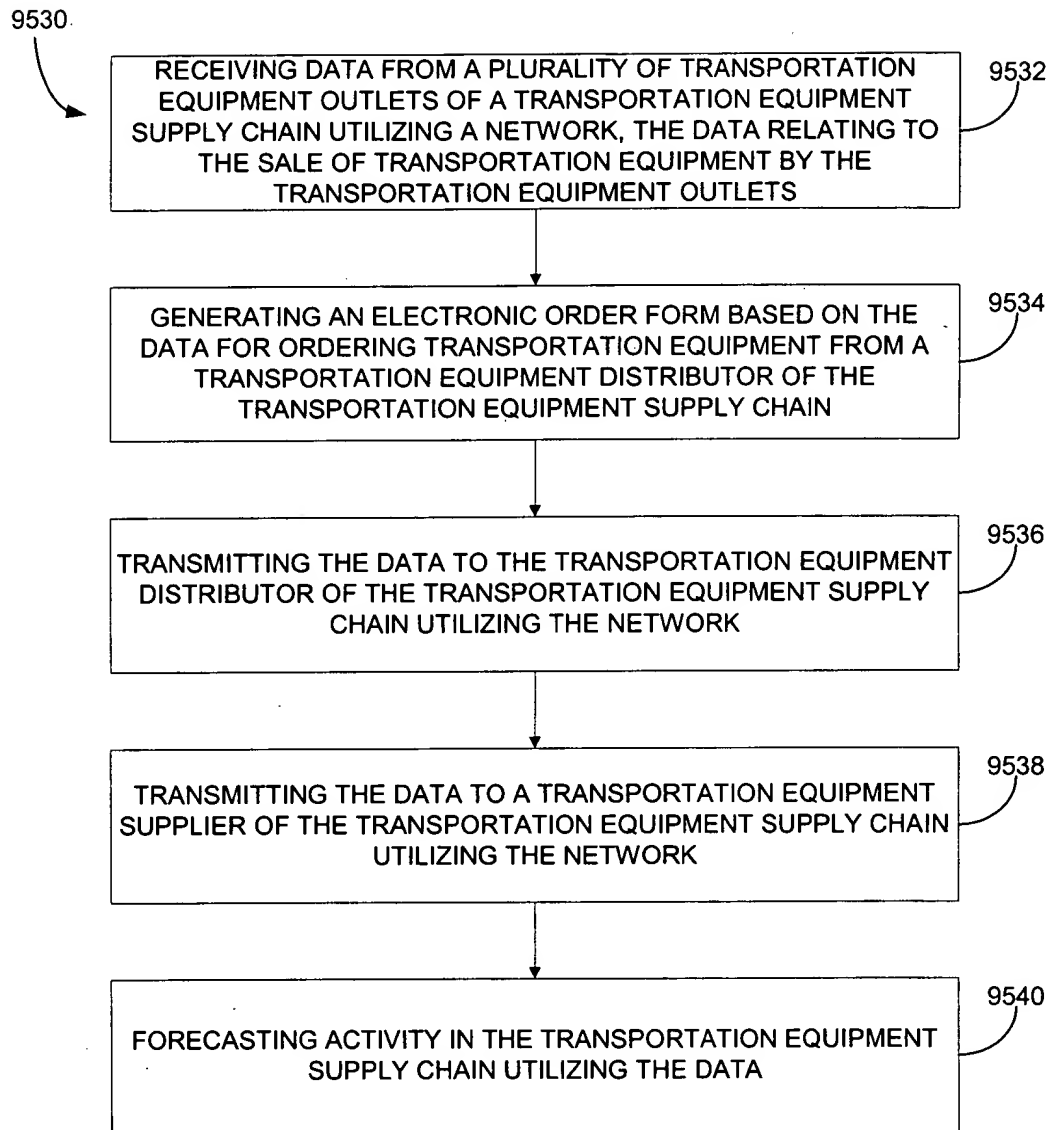 9530
RECEIVING DATA FROM A PLURALITY OF TRANSPORTATION
EQUIPMENT OUTLETS OF A TRANSPORTATION EQUIPMENT
SUPPLY CHAIN UTILIZING A NETWORK, THE DATA RELATING TO
THE SALE OF TRANSPORTATION EQUIPMENT BY THE
TRANSPORTATION EQUIPMENT OUTLETS
9532
GENERATING AN ELECTRONIC ORDER FORM BASED ON THE
DATA FOR ORDERING TRANSPORTATION EQUIPMENT FROM A
TRANSPORTATION EQUIPMENT DISTRIBUTOR OF THE
TRANSPORTATION EQUIPMENT SUPPLY CHAIN
9534
TRANSMITTING THE DATA TO THE TRANSPORTATION EQUIPMENT
DISTRIBUTOR OF THE TRANSPORTATION EQUIPMENT SUPPLY
CHAIN UTILIZING THE NETWORK
9536
TRANSMITTING THE DATA TO A TRANSPORTATION EQUIPMENT
SUPPLIER OF THE TRANSPORTATION EQUIPMENT SUPPLY CHAIN
UTILIZING THE NETWORK
9538
FORECASTING ACTIVITY IN THE TRANSPORTATION EQUIPMENT
SUPPLY CHAIN UTILIZING THE DATA
9540